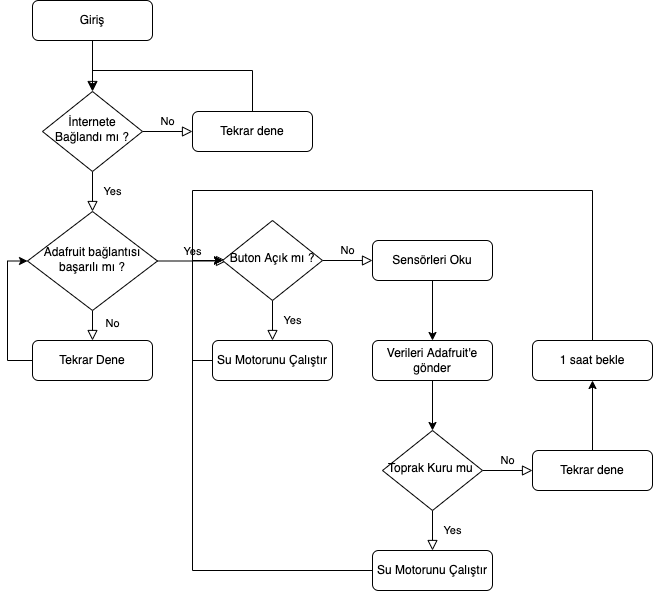 Giriş
İnternete
Bağlandı mı ?
No
Tekrar dene
Yes
Adafruit bağlantısı
başarılı mı ?
Yes
No
Tekrar Dene
Buton Açık mı ?
No
Yes
Su Motorunu Çalıştır
Sensörleri Oku
Verileri Adafruit'e
gönder
Toprak Kuru mu
No
Tekrar dene
1 saat bekle
Yes
Su Motorunu Çalıştır